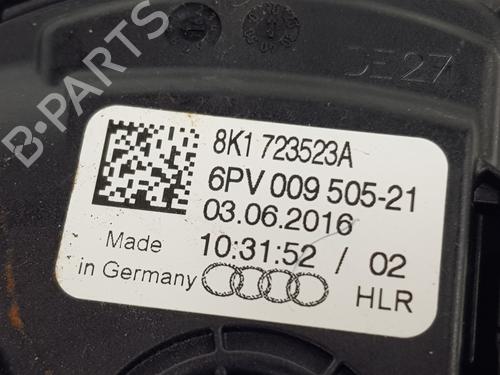 B-PARTS
DE27
8K1 723523A
6PV 009 505-21
03.06.2016
Made 10:31:52 / 02
in Germany HLR